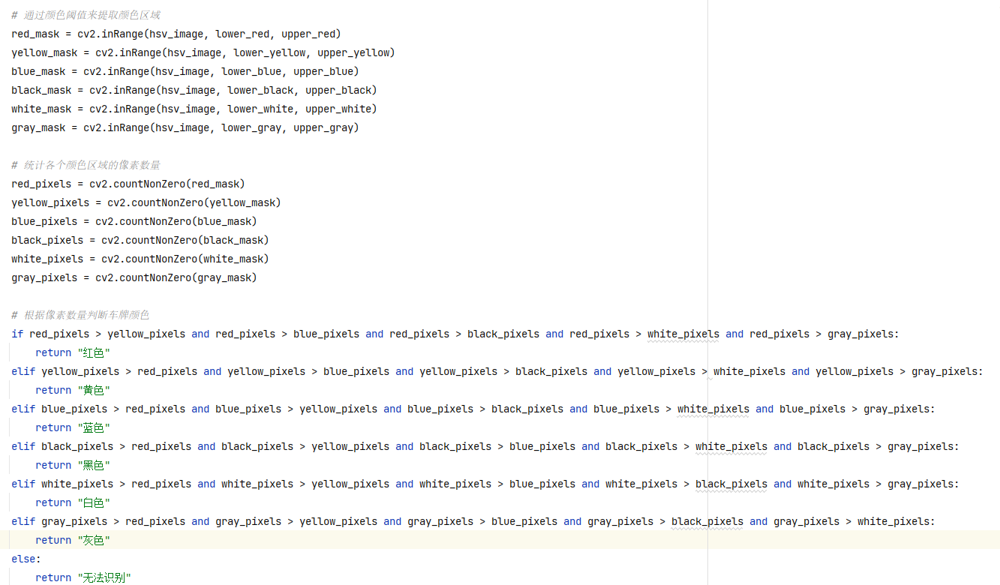 # 通过颜色阈值来提取颜色区域
red_mask = cv2.inRange(hsv_image, lower_red, upper_red)
yellow_mask = cv2.inRange(hsv_image, lower_yellow, upper_yellow)
blue_mask = cv2.inRange(hsv_image, lower_blue, upper_blue)
black_mask = cv2.inRange(hsv_image, lower_black, upper_black)
white_mask = cv2.inRange(hsv_image, lower_white, upper_white)
gray_mask = cv2.inRange(hsv_image, lower_gray, upper_gray)

# 统计各个颜色区域的像素数量
red_pixels = cv2.countNonZero(red_mask)
yellow_pixels = cv2.countNonZero(yellow_mask)
blue_pixels = cv2.countNonZero(blue_mask)
black_pixels = cv2.countNonZero(black_mask)
white_pixels = cv2.countNonZero(white_mask)
gray_pixels = cv2.countNonZero(gray_mask)

# 根据像素数量判断车牌颜色
if red_pixels > yellow_pixels and red_pixels > blue_pixels and red_pixels > black_pixels and red_pixels > white_pixels and red_pixels > gray_pixels:
    return "红色"
elif yellow_pixels > red_pixels and yellow_pixels > blue_pixels and yellow_pixels > black_pixels and yellow_pixels > white_pixels and yellow_pixels > gray_pixels:
    return "黄色"
elif blue_pixels > red_pixels and blue_pixels > yellow_pixels and blue_pixels > black_pixels and blue_pixels > white_pixels and blue_pixels > gray_pixels:
    return "蓝色"
elif black_pixels > red_pixels and black_pixels > yellow_pixels and black_pixels > blue_pixels and black_pixels > white_pixels and black_pixels > gray_pixels:
    return "黑色"
elif white_pixels > red_pixels and white_pixels > yellow_pixels and white_pixels > blue_pixels and white_pixels > black_pixels and white_pixels > gray_pixels:
    return "白色"
elif gray_pixels > red_pixels and gray_pixels > yellow_pixels and gray_pixels > blue_pixels and gray_pixels > black_pixels and gray_pixels > white_pixels:
    return "灰色"
else:
    return "无法识别"